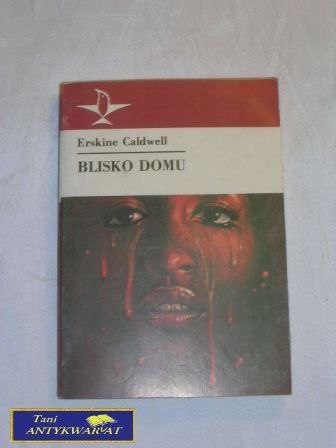 Erskine Caldwell
BLISKO DOMU
Tani
ANTYKWARIAT